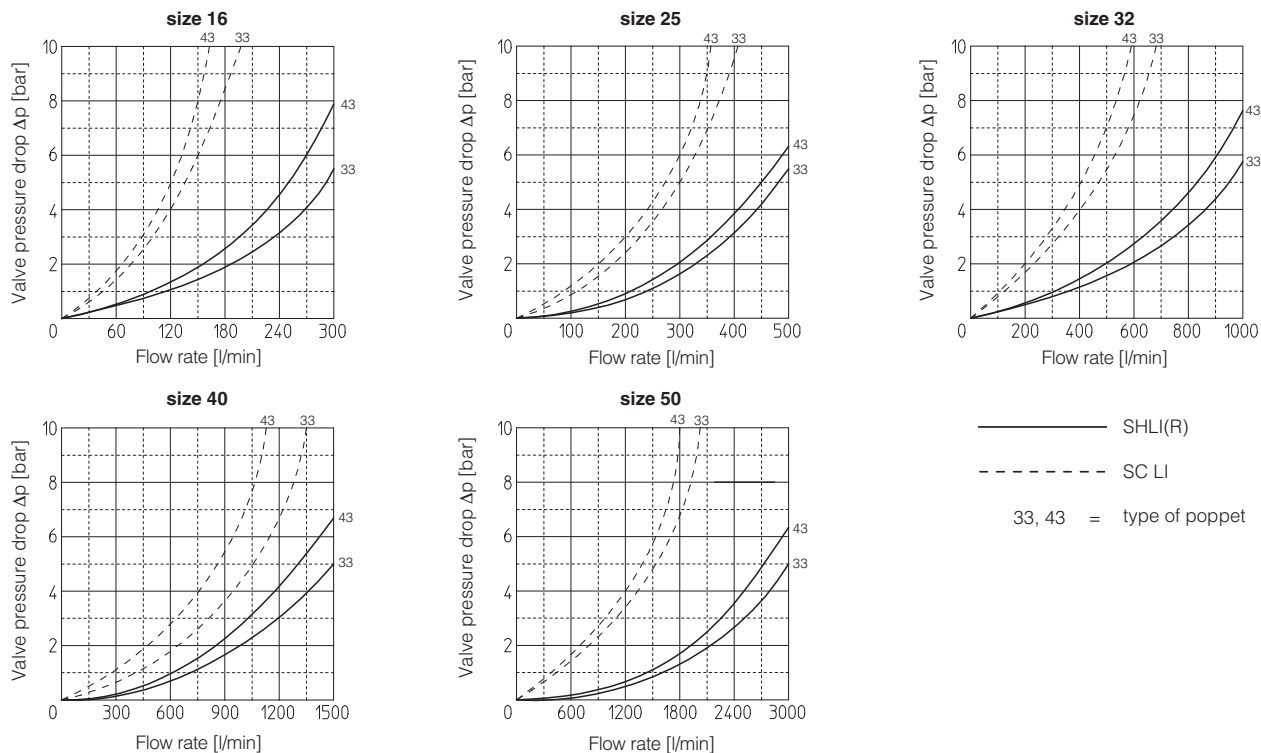 size 16
43 33
10
8
6
4
2
0 60 120 180 240 300
43
33
Valve pressure drop Δp [bar]
Flow rate [l/min]
size 25
43 33
10
8
6
4
2
0 100 200 300 400 500
43
33
Valve pressure drop Δp [bar]
Flow rate [l/min]
size 32
43 33
10
8
6
4
2
0 200 400 600 800 1000
43
33
Valve pressure drop Δp [bar]
Flow rate [l/min]
size 40
43 33
10
8
6
4
2
0 300 600 900 1200 1500
43
33
Valve pressure drop Δp [bar]
Flow rate [l/min]
size 50
43 33
10
8
6
4
2
0 600 1200 1800 2400 3000
43
33
Valve pressure drop Δp [bar]
Flow rate [l/min]
SHLI(R)
SC LI
33, 43 = type of poppet